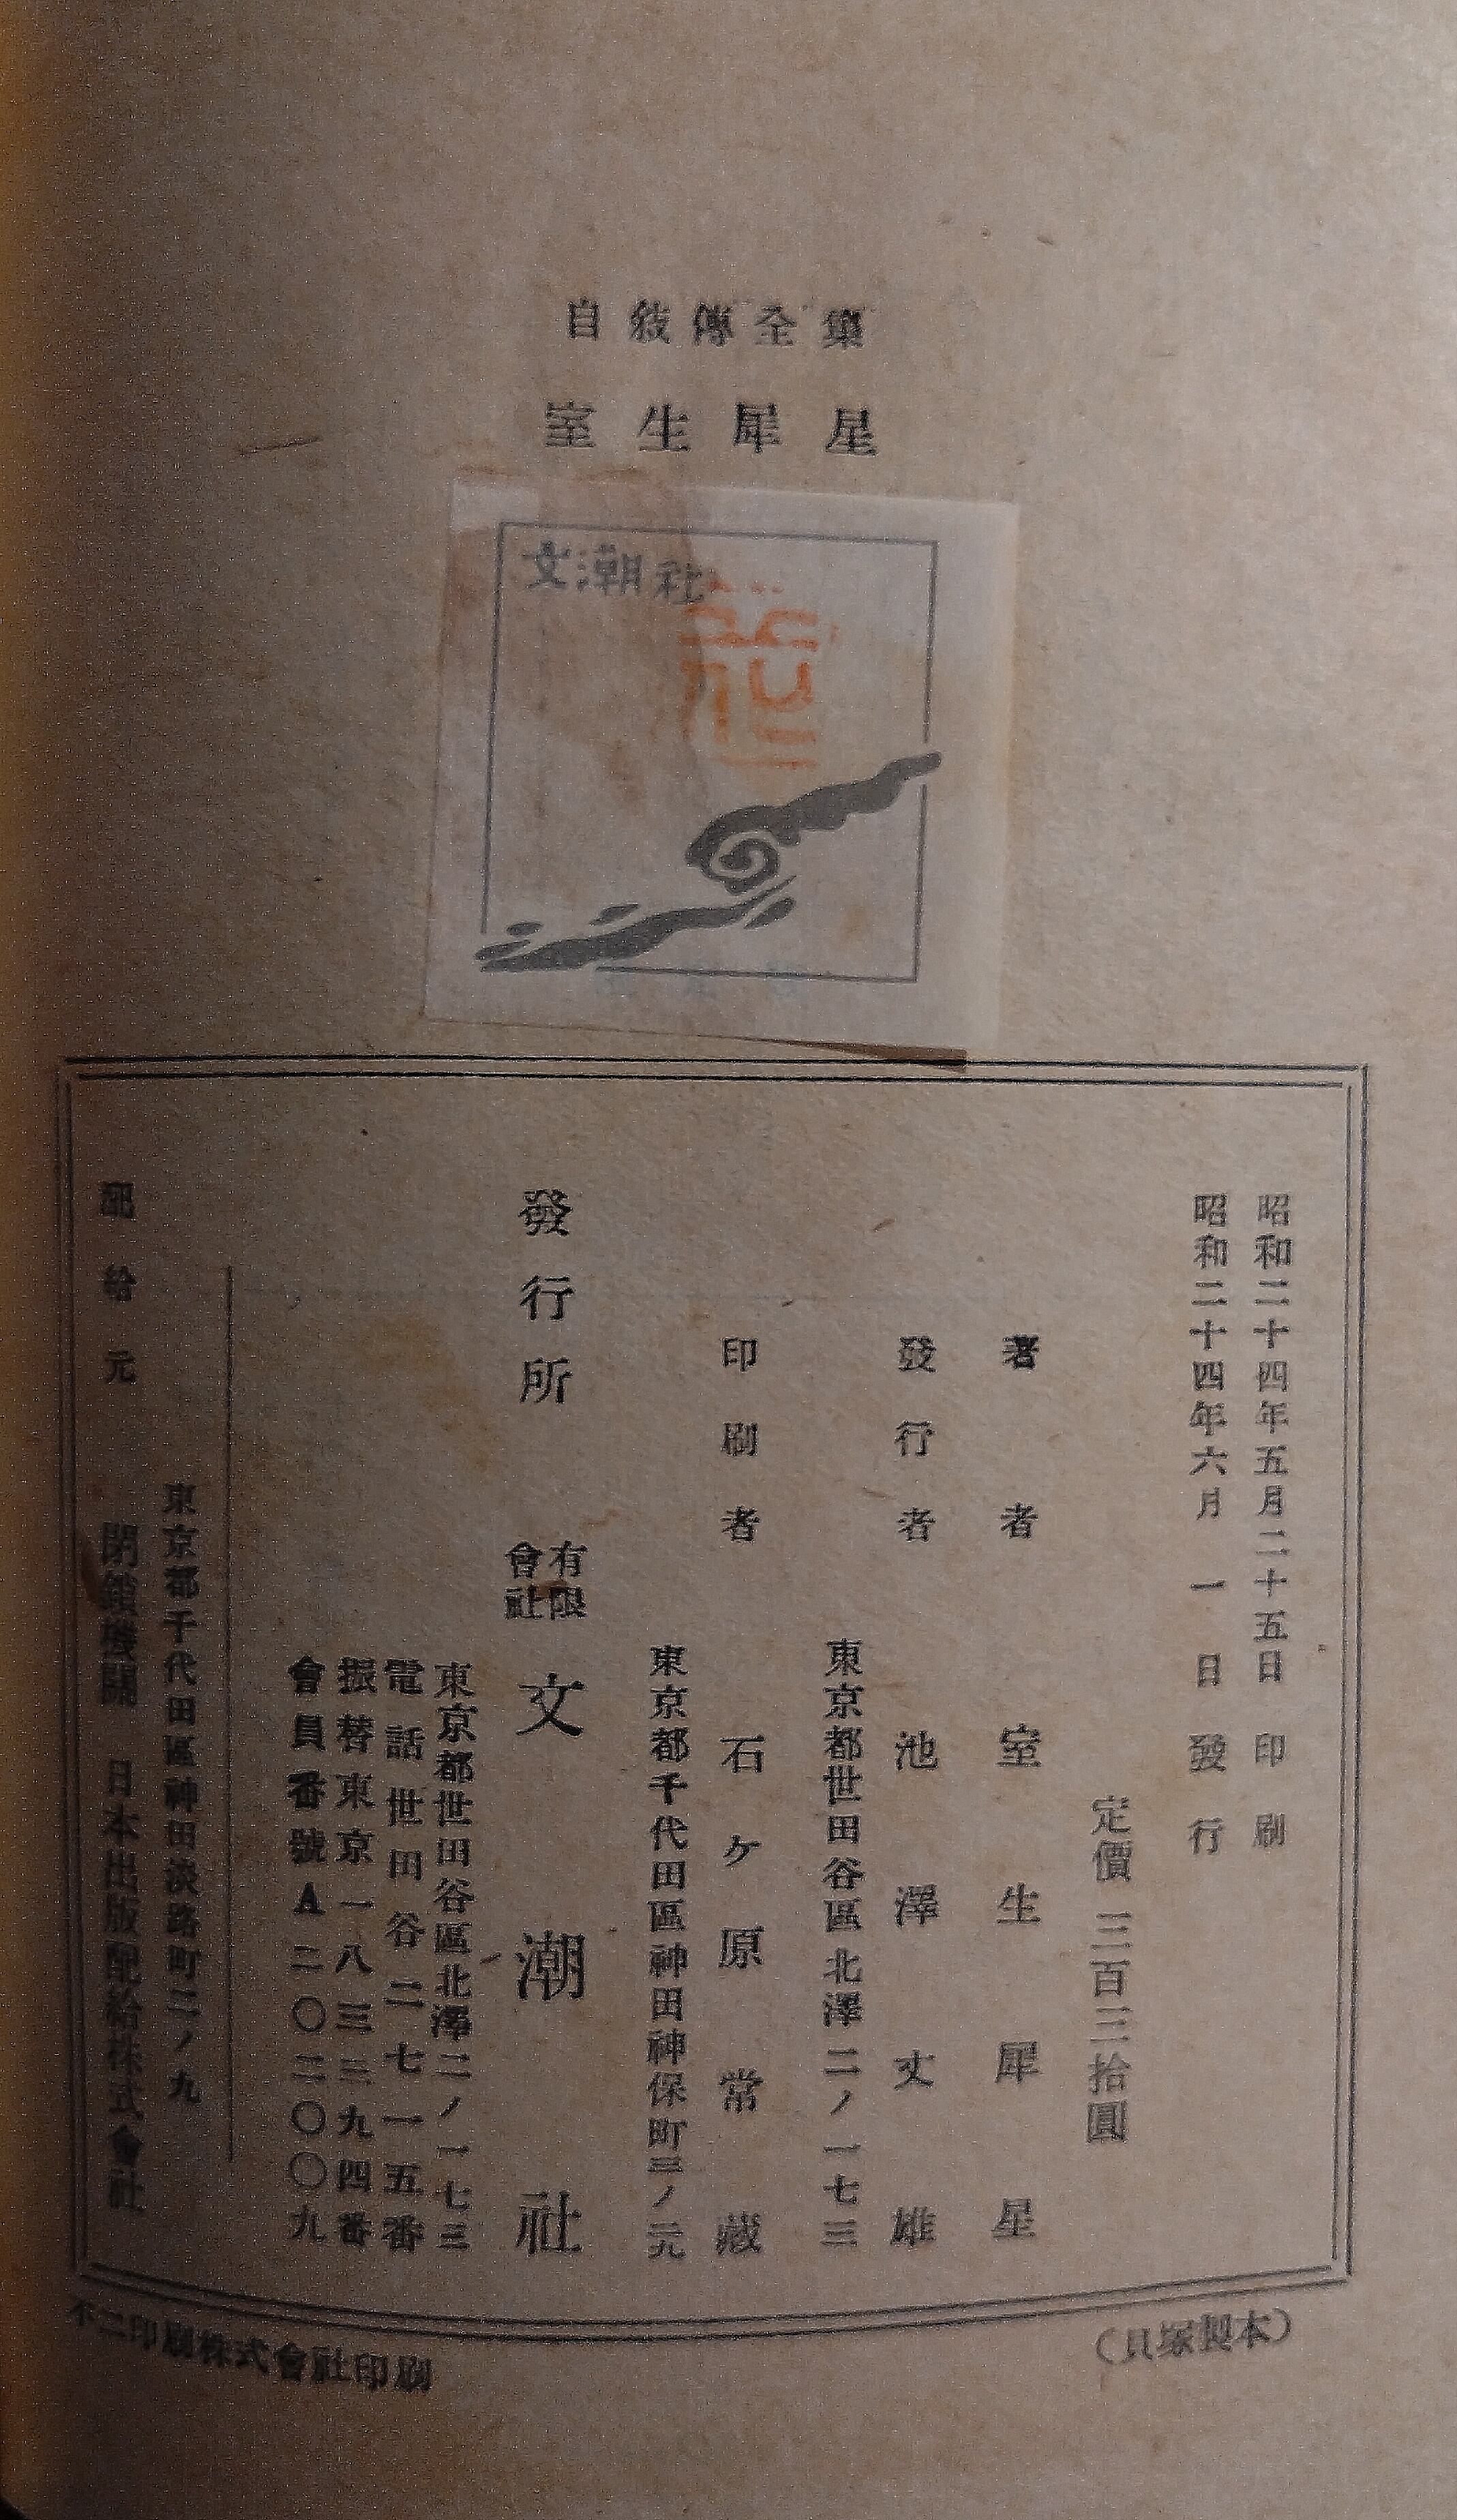 自敍傳全集
室生犀星
文潮社
昭和二十四年五月二十五日印刷
昭和二十四年六月一日發行
定價三百三拾圓
著者 室生犀星
發行者 池澤丈雄
東京都世田谷區北澤二ノ一七三
印刷者 石ケ原常藏
東京都千代田區神田神保町三ノ元
發行所 有限會社 文潮社
東京都世田谷區北澤二ノ一七三
電話世田谷二七一五番
振替東京一八三三九四番
會員番號A二〇二〇〇九
東京都千代田區神田淡路町二ノ九
配給元 閉鎖機關 日本出版配給株式會社
(貝塚製本)
不二印刷株式會社印刷